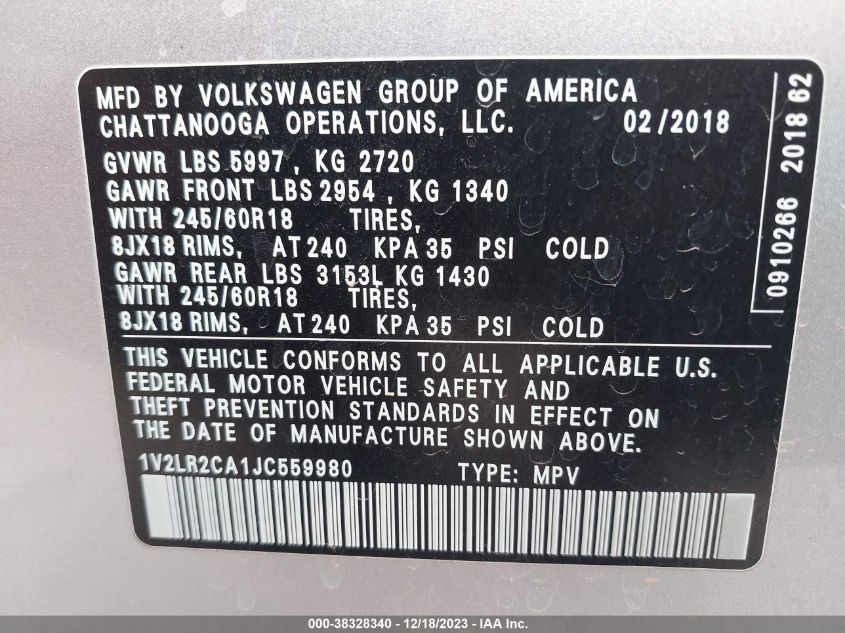 MFD BY VOLKSWAGEN GROUP OF AMERICA
CHATTANOOGA OPERATIONS, LLC. 02/2018
GVWR LBS 5997, KG 2720
GAWR FRONT LBS 2954, KG 1340
WITH 245/60R18 TIRES,
8JX18 RIMS, AT 240 KPA 35 PSI COLD
GAWR REAR LBS 3153L KG 1430
WITH 245/60R18 TIRES,
8JX18 RIMS, AT 240 KPA 35 PSI COLD
THIS VEHICLE CONFORMS TO ALL APPLICABLE U.S.
FEDERAL MOTOR VEHICLE SAFETY AND
THEFT PREVENTION STANDARDS IN EFFECT ON
THE DATE OF MANUFACTURE SHOWN ABOVE.
1V2LR2CA1JC559980 TYPE: MPV
0910266 2018 62
000-38328340 - 12/18/2023 - IAA Inc.